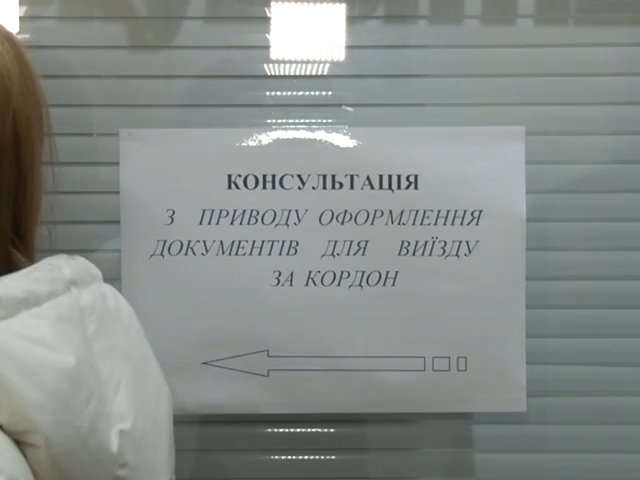 КОНСУЛЬТАЦІЯ
З ПРИВОДУ ОФОРМЛЕННЯ
ДОКУМЕНТІВ ДЛЯ ВИЇЗДУ
ЗА КОРДОН